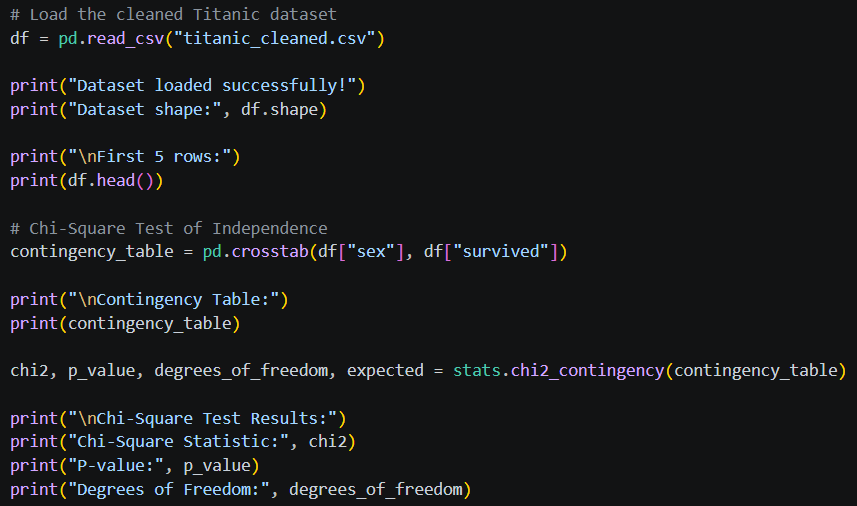 # Load the cleaned Titanic dataset
df = pd.read_csv("titanic_cleaned.csv")
print("Dataset loaded successfully!")
print("Dataset shape:", df.shape)
print("\nFirst 5 rows:")
print(df.head())
# Chi-Square Test of Independence
contingency_table = pd.crosstab(df["sex"], df["survived"])
print("\nContingency Table:")
print(contingency_table)
chi2, p_value, degrees_of_freedom, expected = stats.chi2_contingency(contingency_table)
print("\nChi-Square Test Results:")
print("Chi-Square Statistic:", chi2)
print("P-value:", p_value)
print("Degrees of Freedom:", degrees_of_freedom)